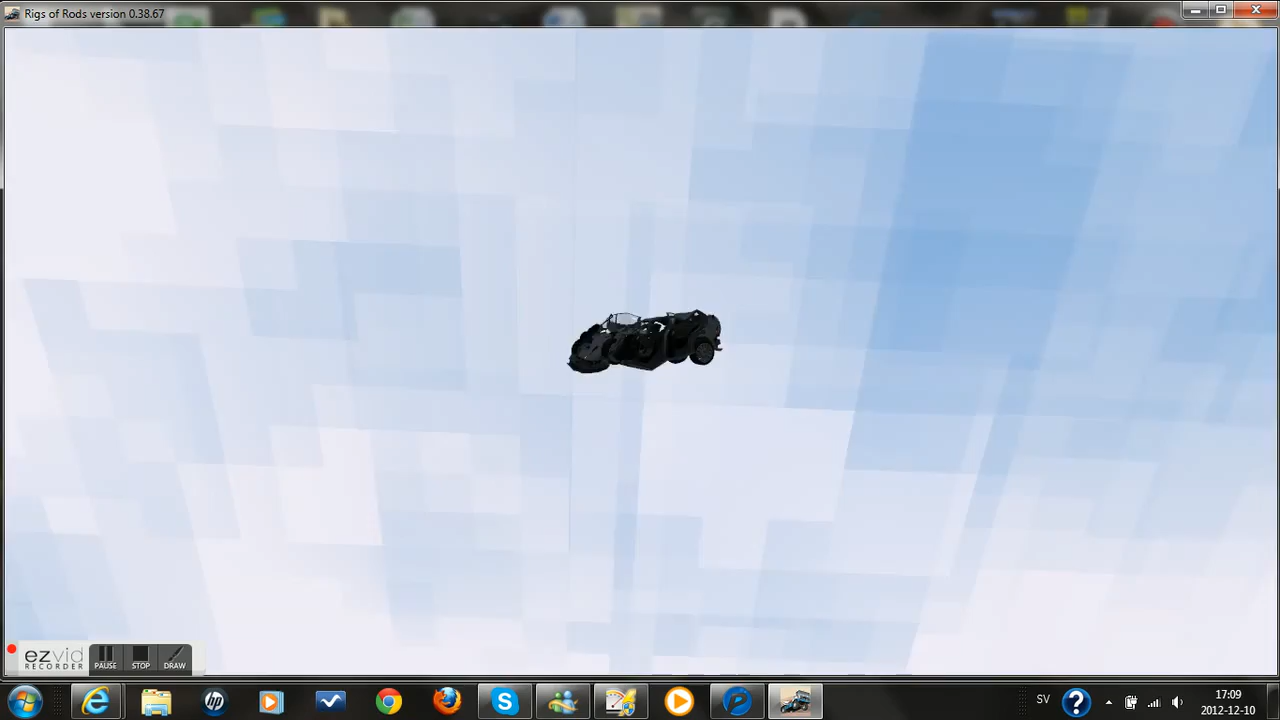 Rigs of Rods version 0.38.67
ezvid
RECORDER
PAUSE
STOP
DRAW
SV
17:09
2012-12-10